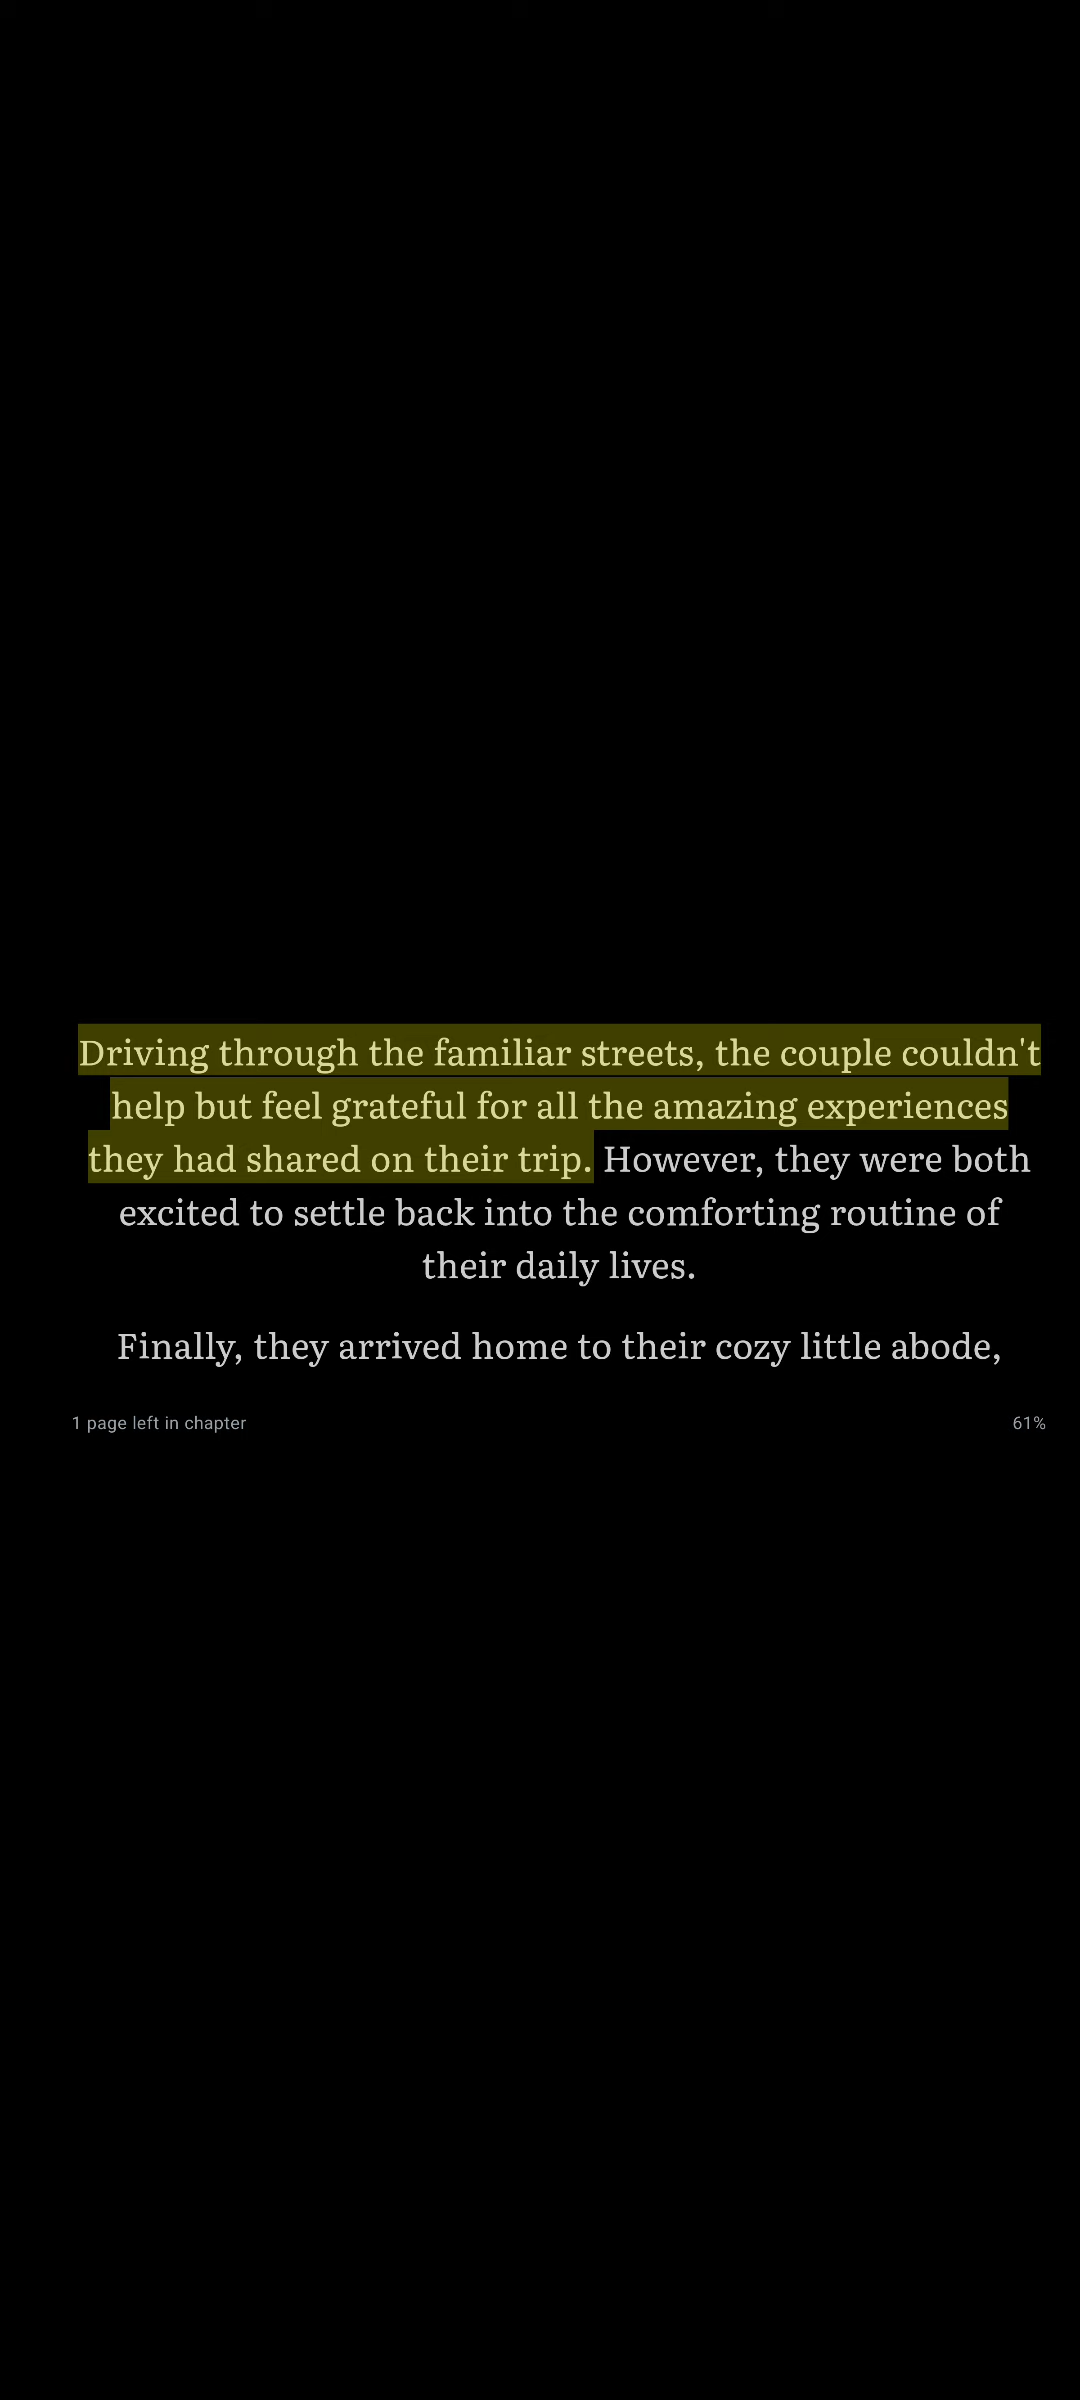 Driving through the familiar streets, the couple couldn't
help but feel grateful for all the amazing experiences
they had shared on their trip. However, they were both
excited to settle back into the comforting routine of
their daily lives.
Finally, they arrived home to their cozy little abode,
1 page left in chapter 61%